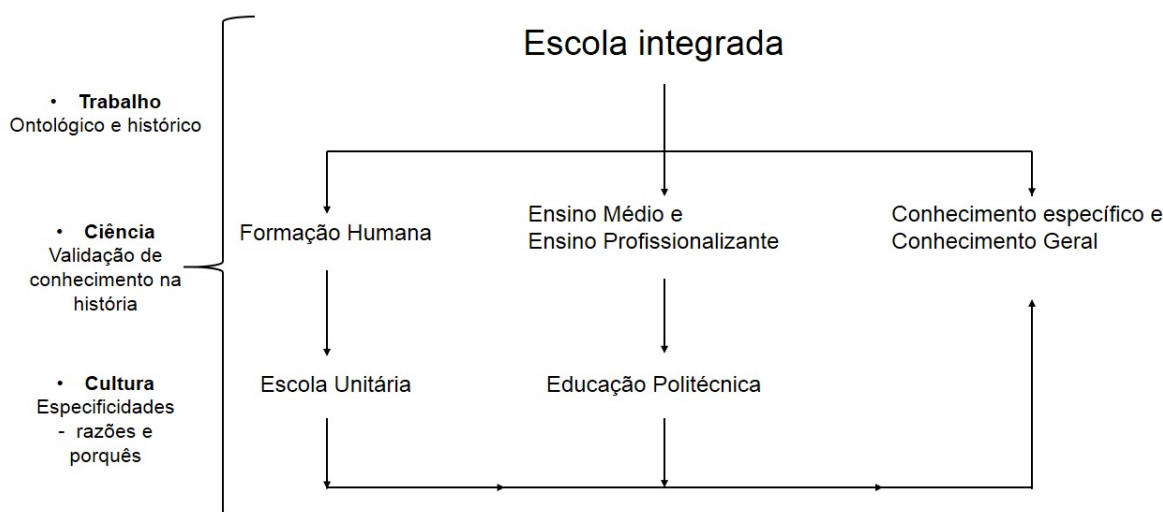 Escola integrada
• Trabalho
Ontológico e histórico
• Ciência
Validação de
conhecimento na
história
• Cultura
Especificidades
- razões e
porquês
Formação Humana
Ensino Médio e
Ensino Profissionalizante
Conhecimento específico e
Conhecimento Geral
Escola Unitária
Educação Politécnica